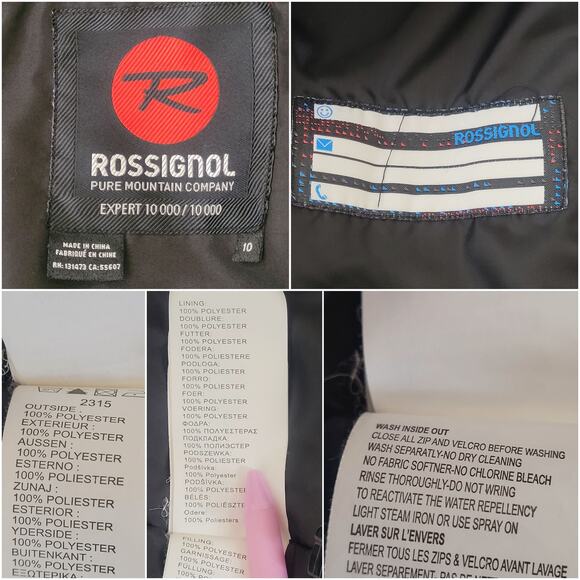 ROSSIGNOL
PURE MOUNTAIN COMPANY
EXPERT 10 000 / 10 000
MADE IN CHINA
FABRIQUÉ EN CHINE
RN: 131473 CA: 55607
10
ROSSIGNOL
2315
OUTSIDE :
100% POLYESTER
EXTERIEUR :
100% POLYESTER
AUSSEN :
100% POLYESTER
ESTERNO :
100% POLIESTERE
ZUNAJ :
100% POLIESTER
ESTERIOR :
100% POLIESTER
YDERSIDE :
100% POLYESTER
BUITENKANT :
100% POLYESTER
ΕΞΩΤΕΡΙΚΑ :
LINING:
100% POLYESTER
DOUBLURE:
100% POLYESTER
FUTTER:
100% POLYESTER
FODERA:
100% POLIESTERE
PODLOGA:
100% POLIESTER
FORRO:
100% POLIESTER
FOER:
100% POLYESTER
VOERING:
100% POLYESTER
ΦΟΔΡΑ:
100% ΠΟΛΥΕΣΤΕΡΑΣ
ПОДКЛАДКА:
100% ПОЛИЭСТЕР
PODSZEWKA:
100% POLIESTER
Podšívka:
100% Polyester
PODŠÍVKA:
100% POLYESTER
BÉLÉS:
100% POLIÉSZTER
Odere:
100% Poliesters
FILLING:
GARNISSAGE:
100% POLYESTER
FÜLLUNG:
WASH INSIDE OUT
CLOSE ALL ZIP AND VELCRO BEFORE WASHING
WASH SEPARATLY-NO DRY CLEANING
NO FABRIC SOFTNER-NO CHLORINE BLEACH
RINSE THOROUGHLY-DO NOT WRING
TO REACTIVATE THE WATER REPELLENCY
LIGHT STEAM IRON OR USE SPRAY ON
LAVER SUR L'ENVERS
FERMER TOUS LES ZIPS & VELCRO AVANT LAVAGE
LAVER SEPAREMENT